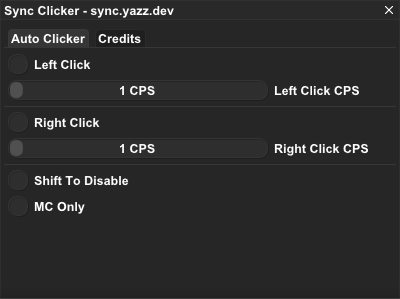 Sync Clicker - sync.yazz.dev
Auto Clicker Credits
Left Click
1 CPS Left Click CPS
Right Click
1 CPS Right Click CPS
Shift To Disable
MC Only